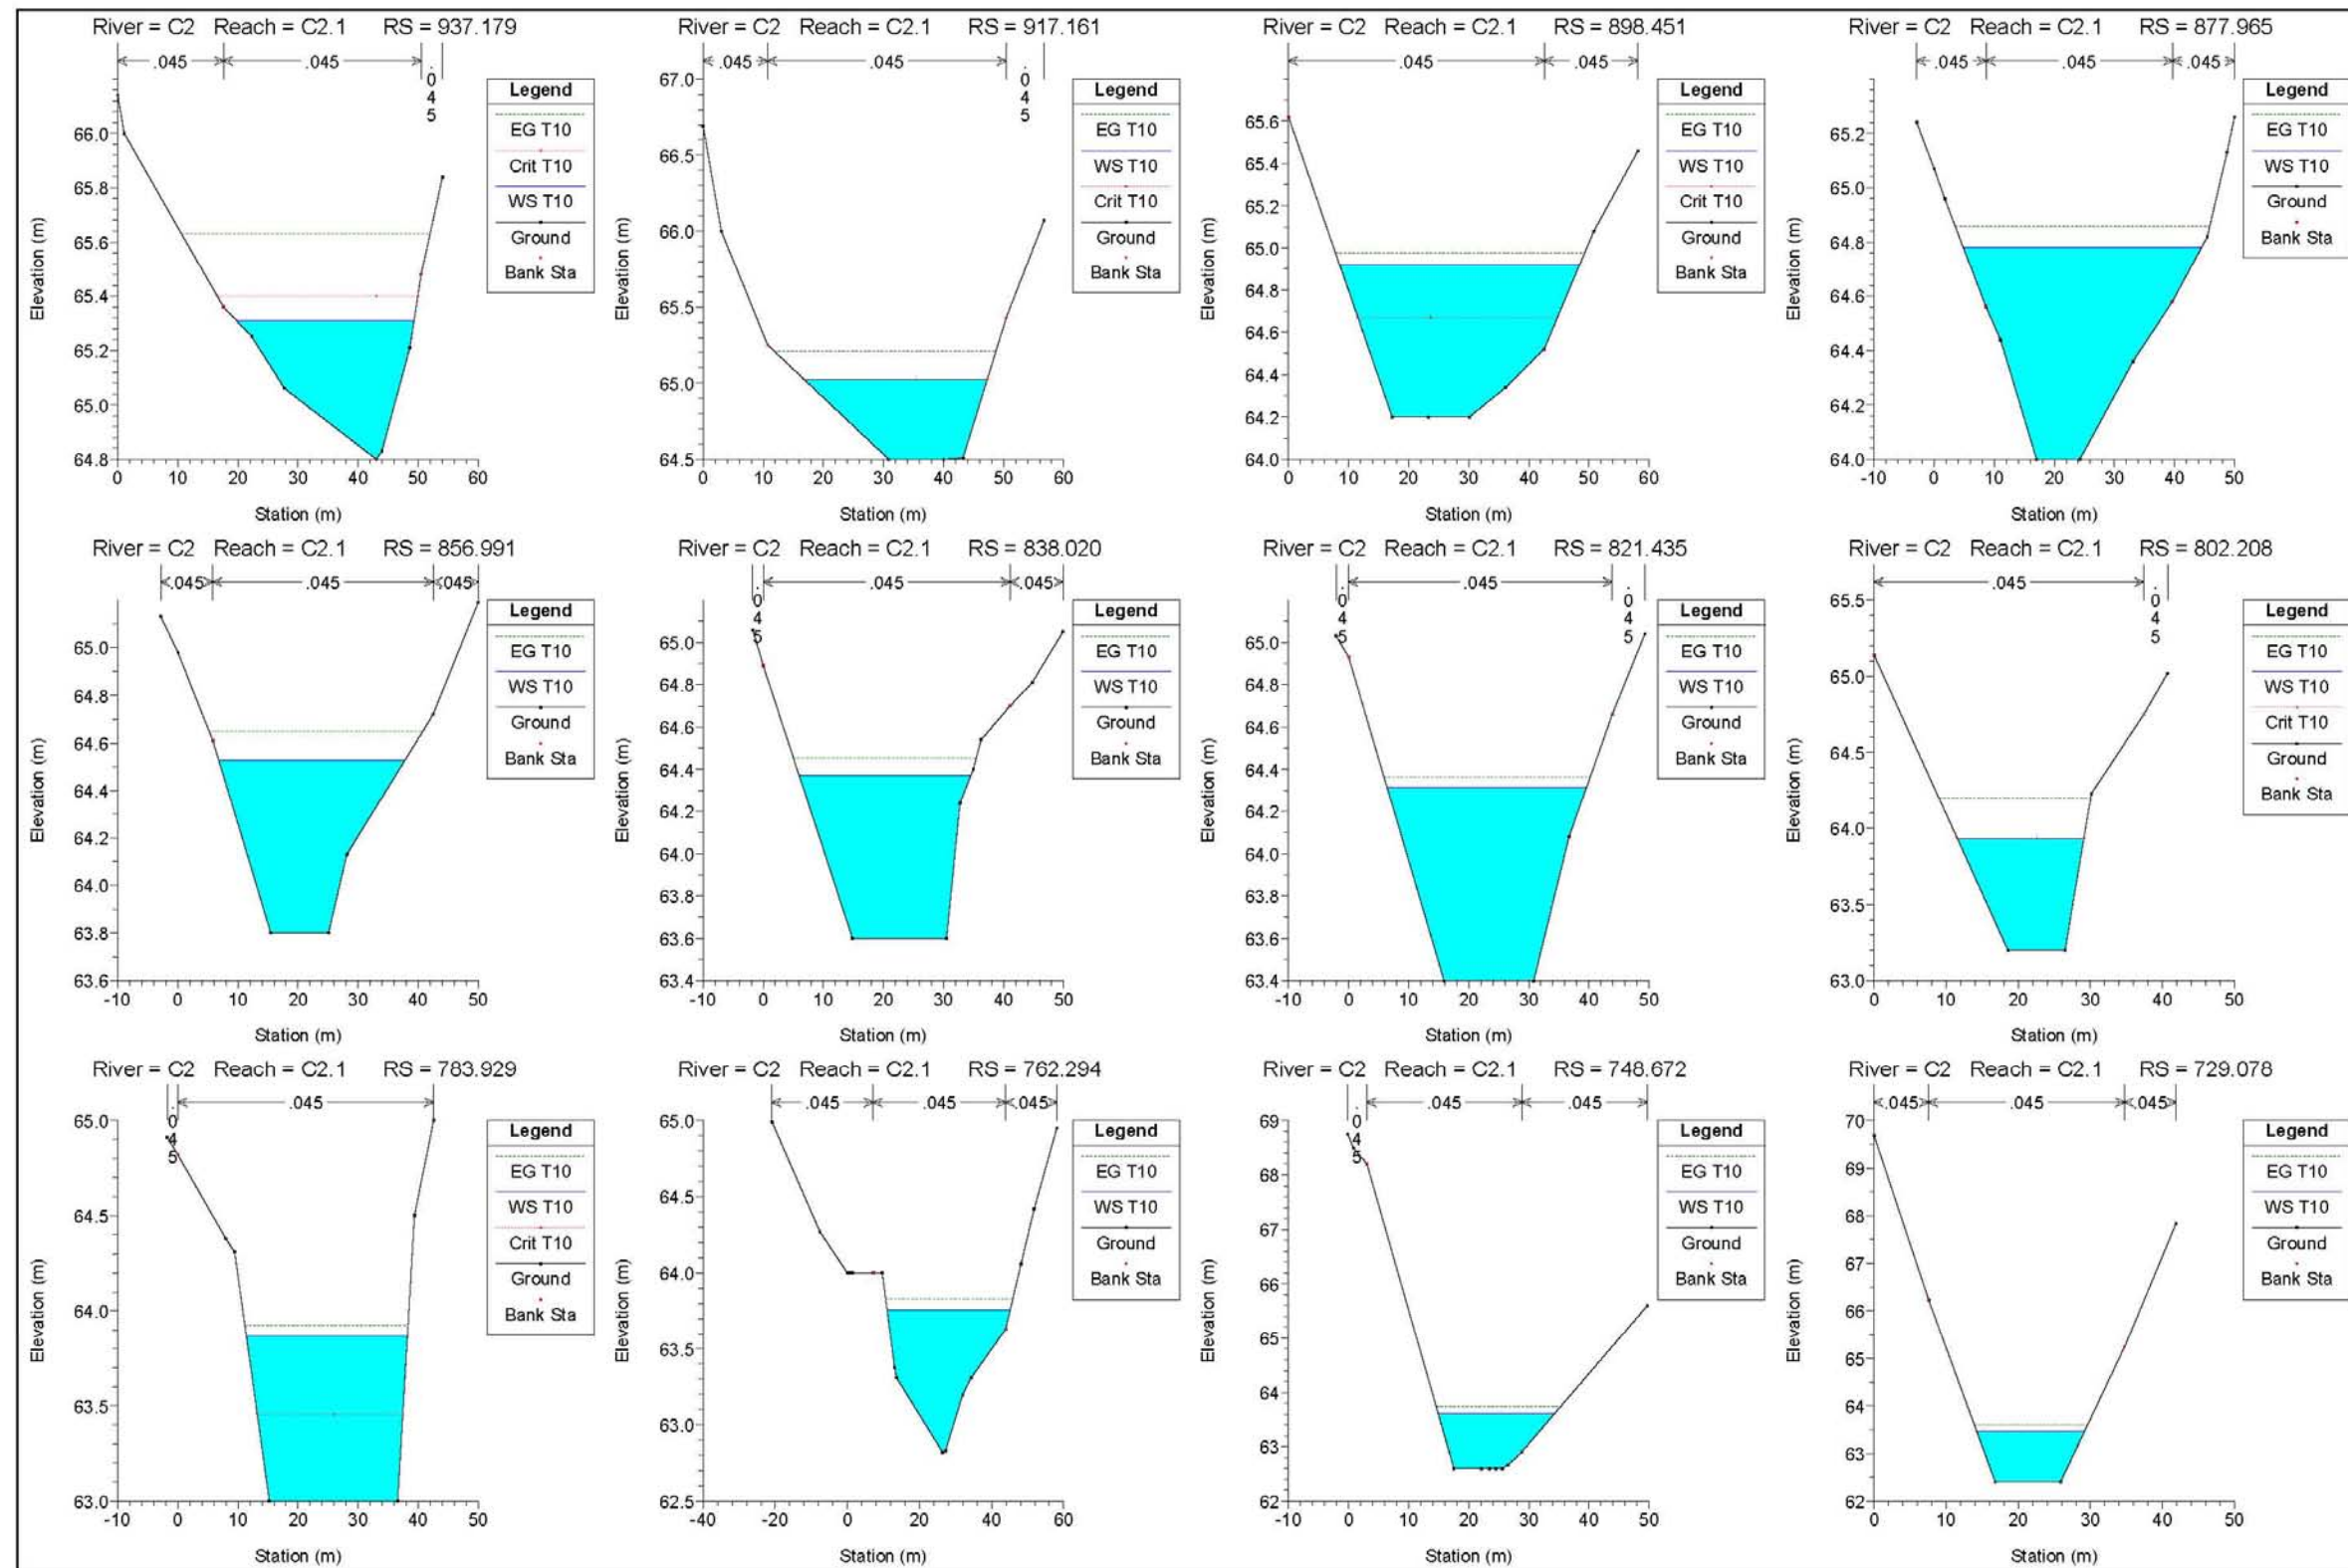 River = C2 Reach = C2.1 RS = 937.179
.045 .045 .045
Legend
EG T10
Crit T10
WS T10
Ground
Bank Sta
Elevation (m)
66.0
65.8
65.6
65.4
65.2
65.0
64.8
0 10 20 30 40 50 60
Station (m)
River = C2 Reach = C2.1 RS = 917.161
.045 .045 .045
Legend
EG T10
WS T10
Crit T10
Ground
Bank Sta
Elevation (m)
67.0
66.5
66.0
65.5
65.0
64.5
0 10 20 30 40 50 60
Station (m)
River = C2 Reach = C2.1 RS = 898.451
.045 .045
Legend
EG T10
WS T10
Crit T10
Ground
Bank Sta
Elevation (m)
65.6
65.4
65.2
65.0
64.8
64.6
64.4
64.2
64.0
0 10 20 30 40 50 60
Station (m)
River = C2 Reach = C2.1 RS = 877.965
.045 .045 .045
Legend
EG T10
WS T10
Ground
Bank Sta
Elevation (m)
65.2
65.0
64.8
64.6
64.4
64.2
64.0
-10 0 10 20 30 40 50
Station (m)
River = C2 Reach = C2.1 RS = 856.991
.045 .045 .045
Legend
EG T10
WS T10
Ground
Bank Sta
Elevation (m)
65.0
64.8
64.6
64.4
64.2
64.0
63.8
63.6
-10 0 10 20 30 40 50
Station (m)
River = C2 Reach = C2.1 RS = 838.020
.045 .045 .045
Legend
EG T10
WS T10
Ground
Bank Sta
Elevation (m)
65.0
64.8
64.6
64.4
64.2
64.0
63.8
63.6
63.4
-10 0 10 20 30 40 50
Station (m)
River = C2 Reach = C2.1 RS = 821.435
.045 .045 .045
Legend
EG T10
WS T10
Ground
Bank Sta
Elevation (m)
65.0
64.8
64.6
64.4
64.2
64.0
63.8
63.6
63.4
-10 0 10 20 30 40 50
Station (m)
River = C2 Reach = C2.1 RS = 802.208
.045 .045
Legend
EG T10
WS T10
Crit T10
Ground
Bank Sta
Elevation (m)
65.5
65.0
64.5
64.0
63.5
63.0
0 10 20 30 40 50
Station (m)
River = C2 Reach = C2.1 RS = 783.929
.045 .045
Legend
EG T10
WS T10
Crit T10
Ground
Bank Sta
Elevation (m)
65.0
64.5
64.0
63.5
63.0
-10 0 10 20 30 40 50
Station (m)
River = C2 Reach = C2.1 RS = 762.294
.045 .045 .045
Legend
EG T10
WS T10
Ground
Bank Sta
Elevation (m)
65.0
64.5
64.0
63.5
63.0
62.5
-40 -20 0 20 40 60
Station (m)
River = C2 Reach = C2.1 RS = 748.672
.045 .045 .045
Legend
EG T10
WS T10
Ground
Bank Sta
Elevation (m)
69
68
67
66
65
64
63
62
-10 0 10 20 30 40 50
Station (m)
River = C2 Reach = C2.1 RS = 729.078
.045 .045 .045
Legend
EG T10
WS T10
Ground
Bank Sta
Elevation (m)
70
69
68
67
66
65
64
63
62
0 10 20 30 40 50
Station (m)